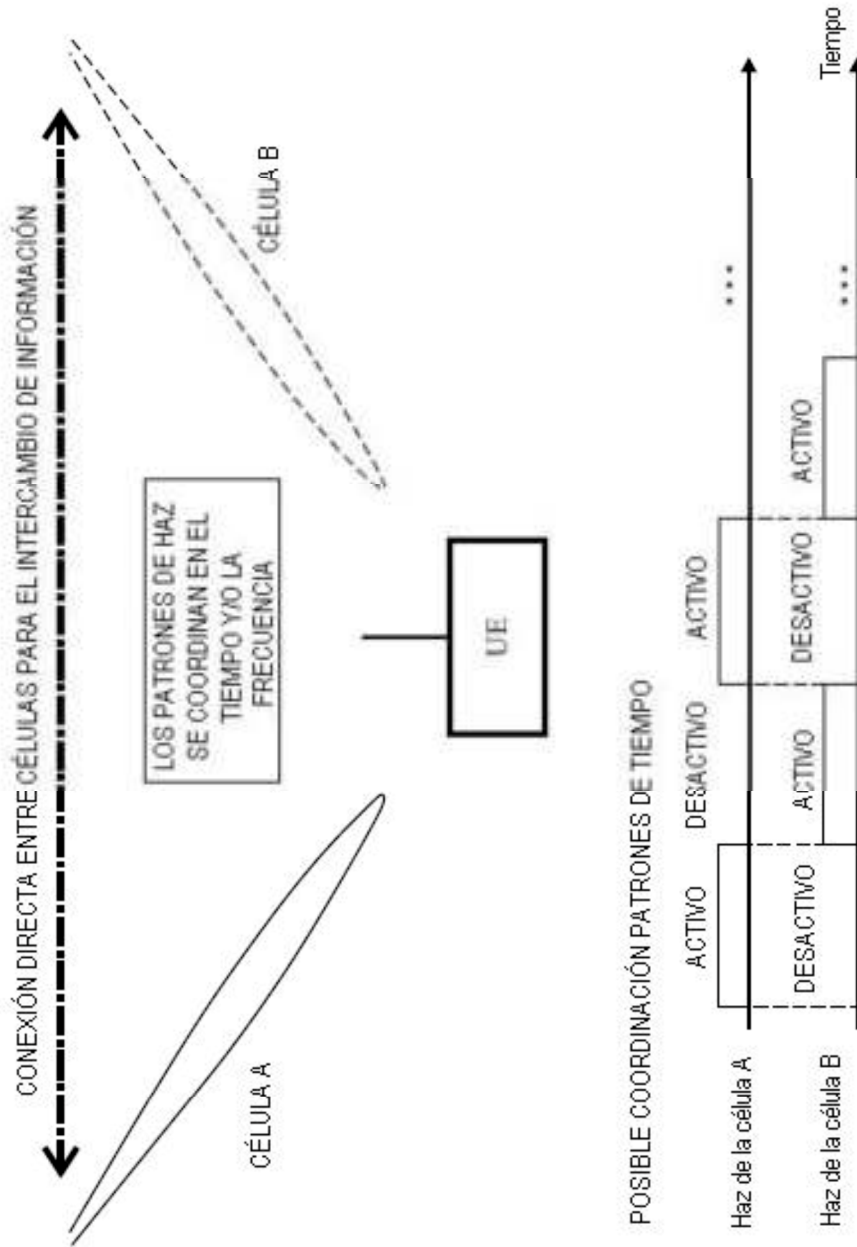 CONEXIÓN DIRECTA ENTRE CÉLULAS PARA EL INTERCAMBIO DE INFORMACIÓN
LOS PATRONES DE HAZ
SE COORDINAN EN EL
TIEMPO Y/O LA
FRECUENCIA
CÉLULA A
CÉLULA B
UE
POSIBLE COORDINACIÓN PATRONES DE TIEMPO
ACTIVO DESACTIVO ACTIVO
Haz de la célula A
...
DESACTIVO ACTIVO DESACTIVO ACTIVO
Haz de la célula B
...
Tiempo